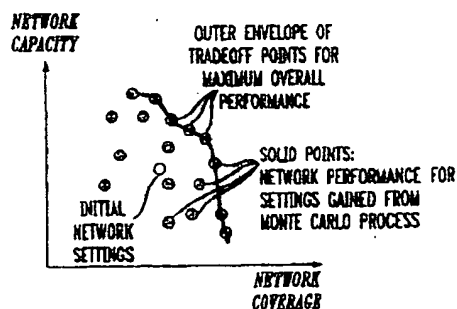 NETWORK
CAPACITY
OUTER ENVELOPE OF
TRADEOFF POINTS FOR
MAXIMUM OVERALL
PERFORMANCE
SOLID POINTS:
NETWORK PERFORMANCE FOR
SETTINGS GAINED FROM
MONTE CARLO PROCESS
INITIAL
NETWORK
SETTINGS
NETWORK
COVERAGE